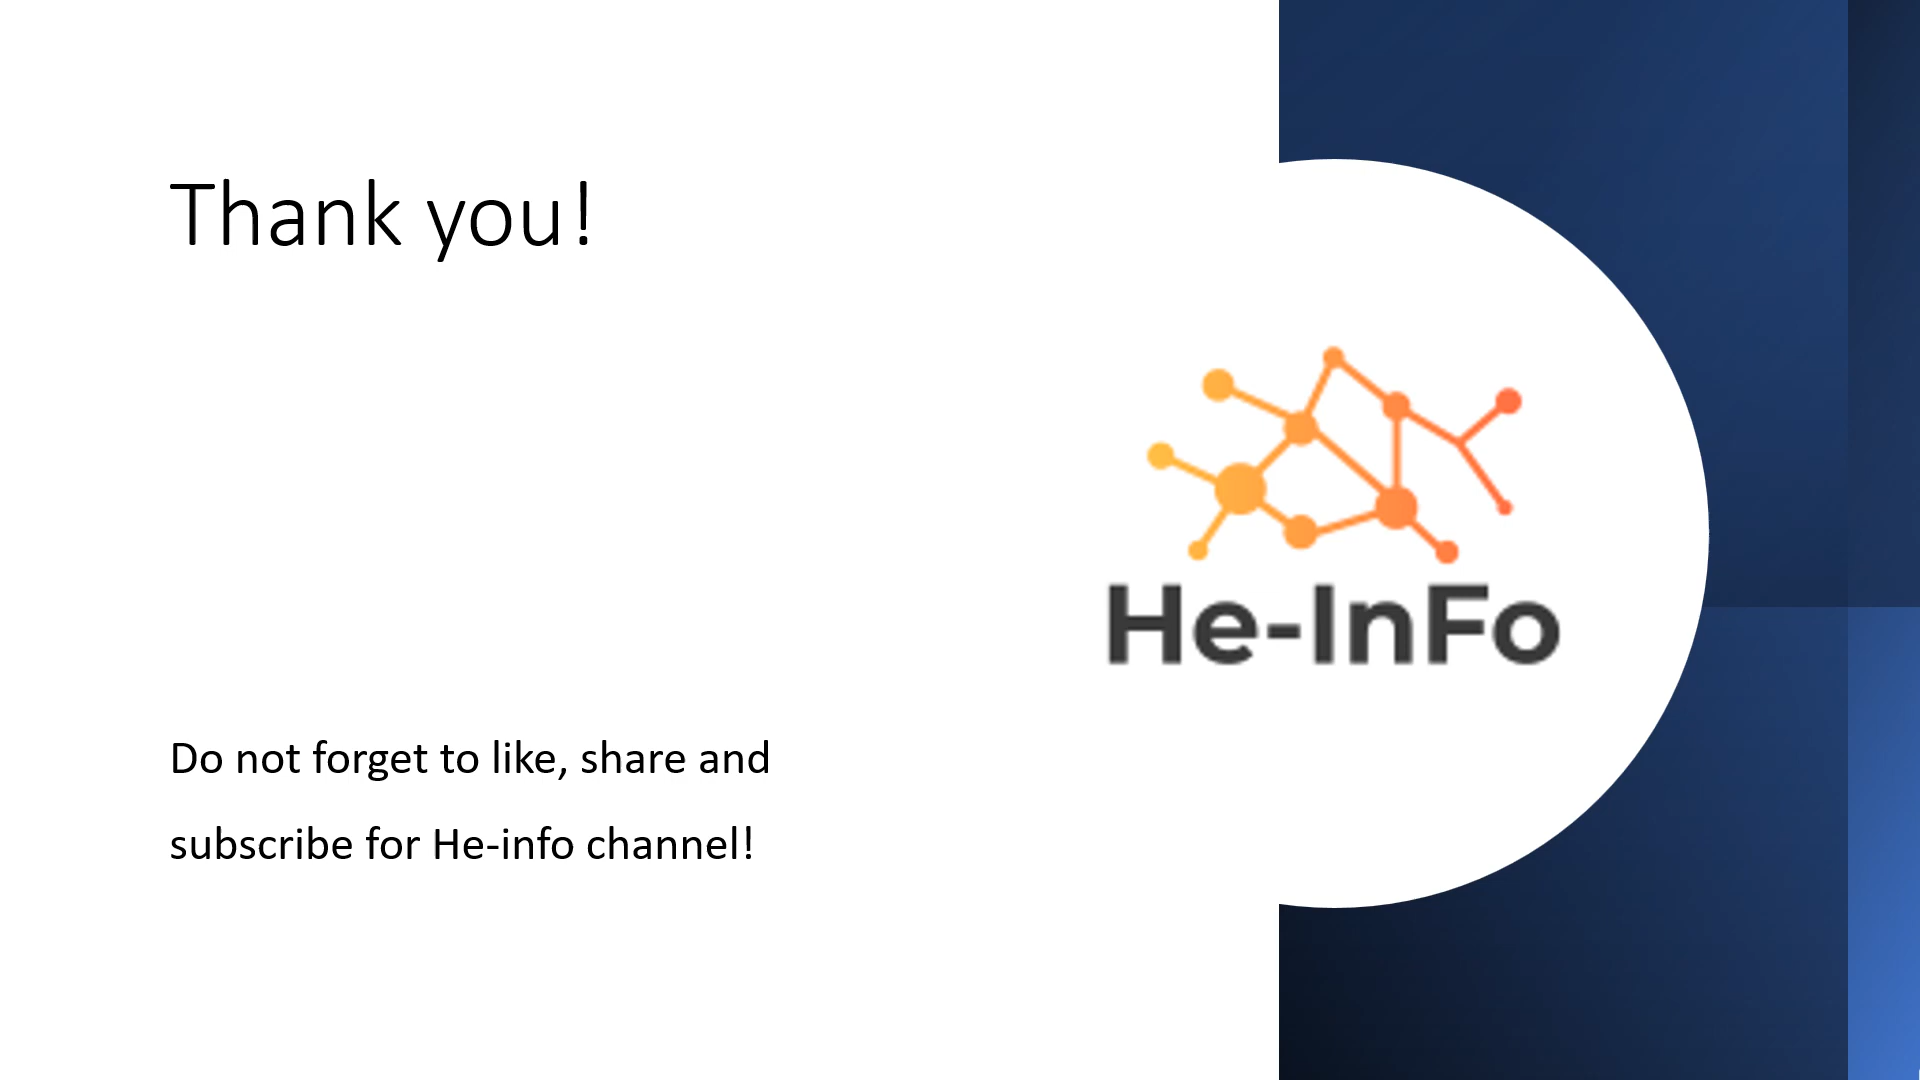 Thank you!
He-InFo
Do not forget to like, share and
subscribe for He-info channel!